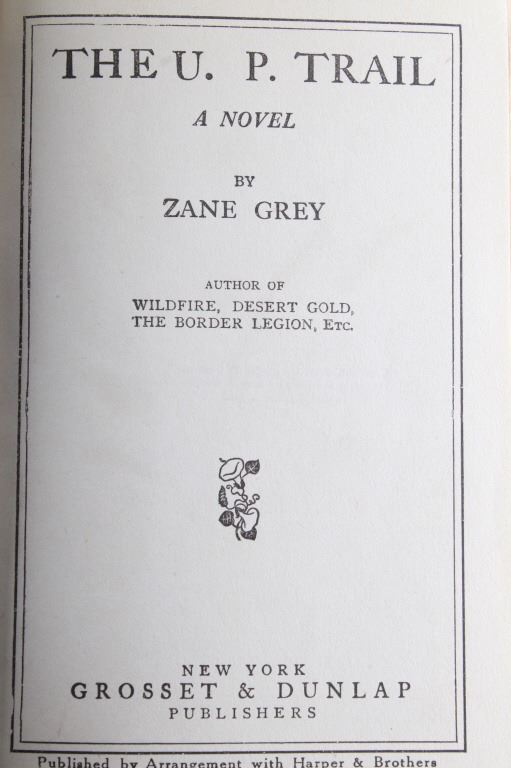 THE U. P. TRAIL
A NOVEL
BY
ZANE GREY
AUTHOR OF
WILDFIRE, DESERT GOLD,
THE BORDER LEGION, ETC.
NEW YORK
GROSSET & DUNLAP
PUBLISHERS
Published by Arrangement with Harper & Brothers